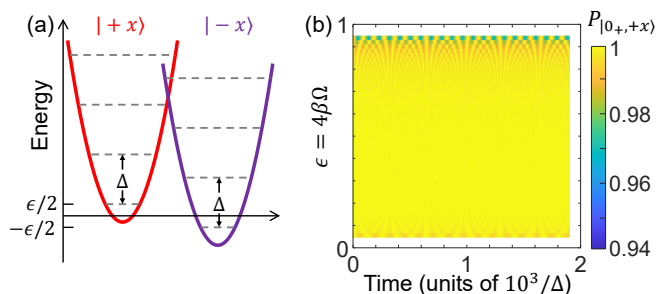 (a)
|+x⟩
|−x⟩
Energy
Δ
Δ
ϵ/2
−ϵ/2
(b)
P|0₊,+x⟩
ϵ = 4βΩ
1
0
0
1
2
Time (units of 10³/Δ)
1
0.98
0.96
0.94